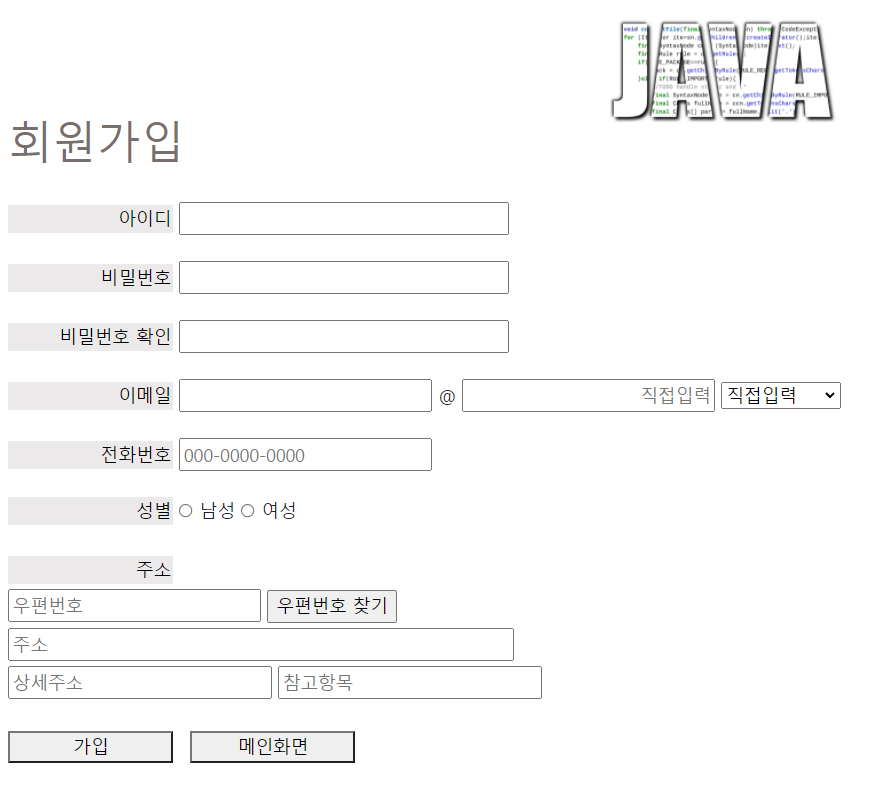 JAVA
회원가입
아이디
비밀번호
비밀번호 확인
이메일 @ 직접입력 직접입력
전화번호 000-0000-0000
성별 남성 여성
주소
우편번호 우편번호 찾기
주소
상세주소 참고항목
가입 메인화면